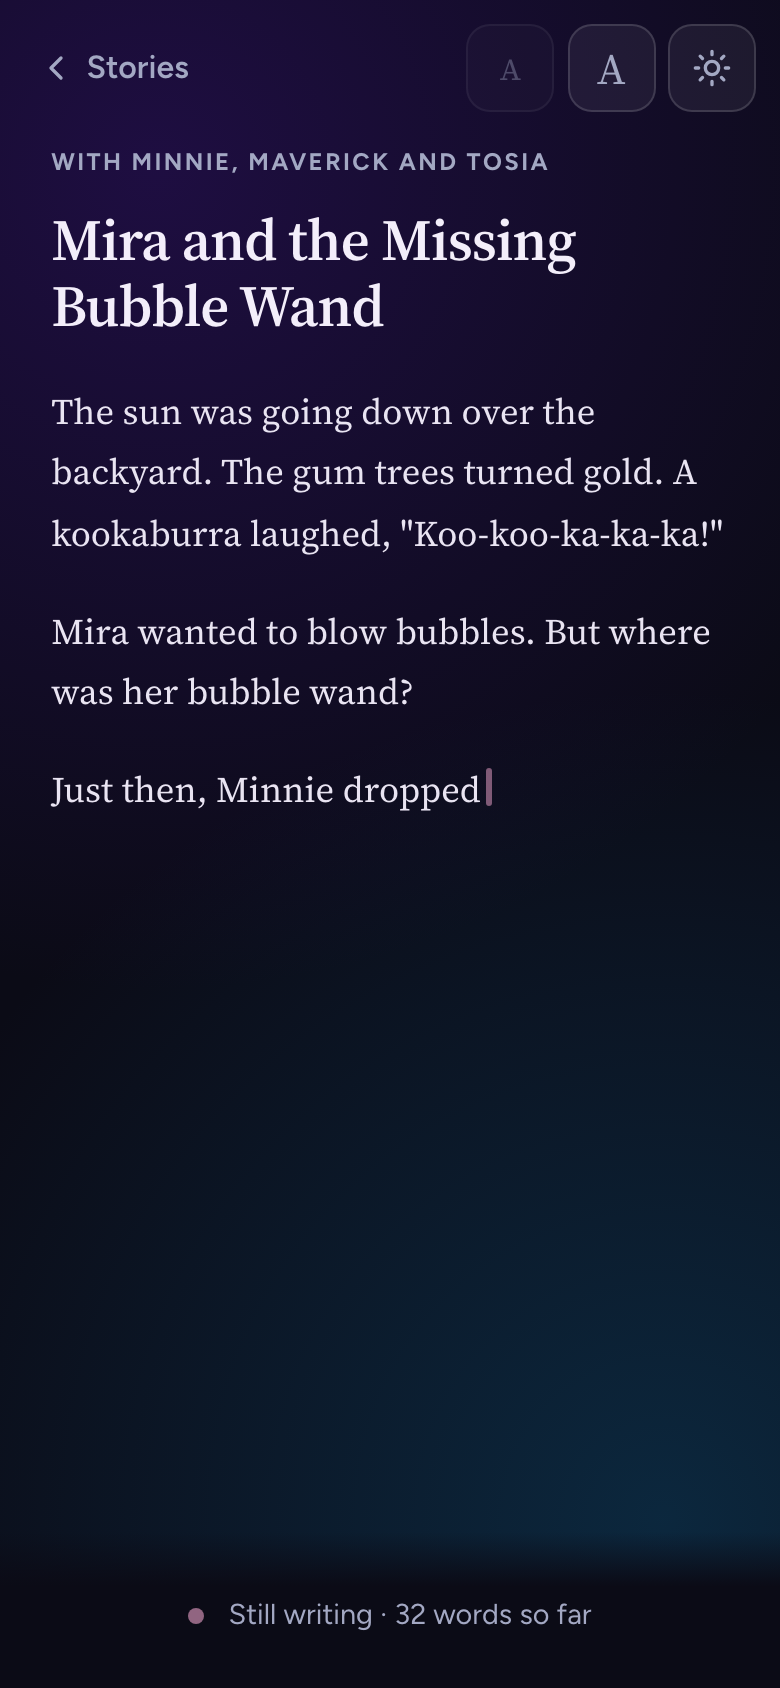 Stories
A
A
WITH MINNIE, MAVERICK AND TOSIA
Mira and the Missing
Bubble Wand
The sun was going down over the
backyard. The gum trees turned gold. A
kookaburra laughed, "Koo-koo-ka-ka-ka!"
Mira wanted to blow bubbles. But where
was her bubble wand?
Just then, Minnie dropped
Still writing · 32 words so far